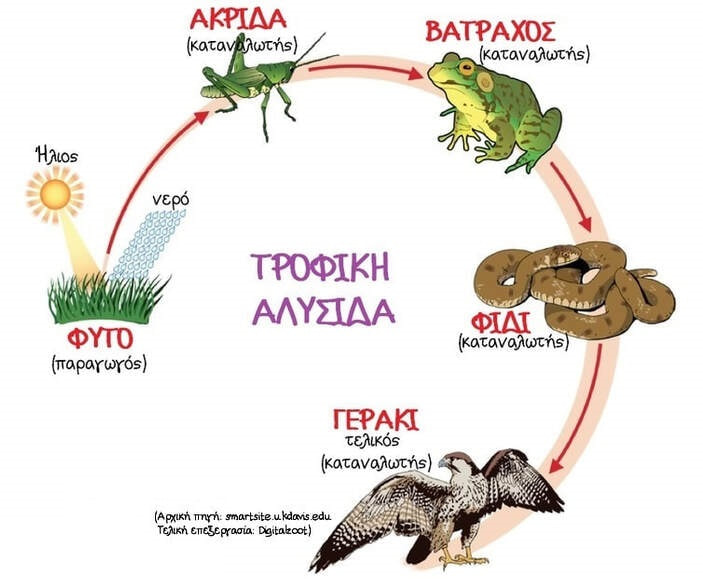 ΑΚΡΙΔΑ
(καταναλωτής)
ΒΑΤΡΑΧΟΣ
(καταναλωτής)
Ήλιος
νερό
ΤΡΟΦΙΚΗ
ΑΛΥΣΙΔΑ
ΦΥΤΟ
(παραγωγός)
ΦΙΔΙ
(καταναλωτής)
ΓΕΡΑΚΙ
τελικός
(καταναλωτής)
(Αρχική πηγή: smartsite.u.kdavis.edu
Τελική επεξεργασία: Digitalzoot)